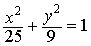 x²/25 + y²/9 = 1